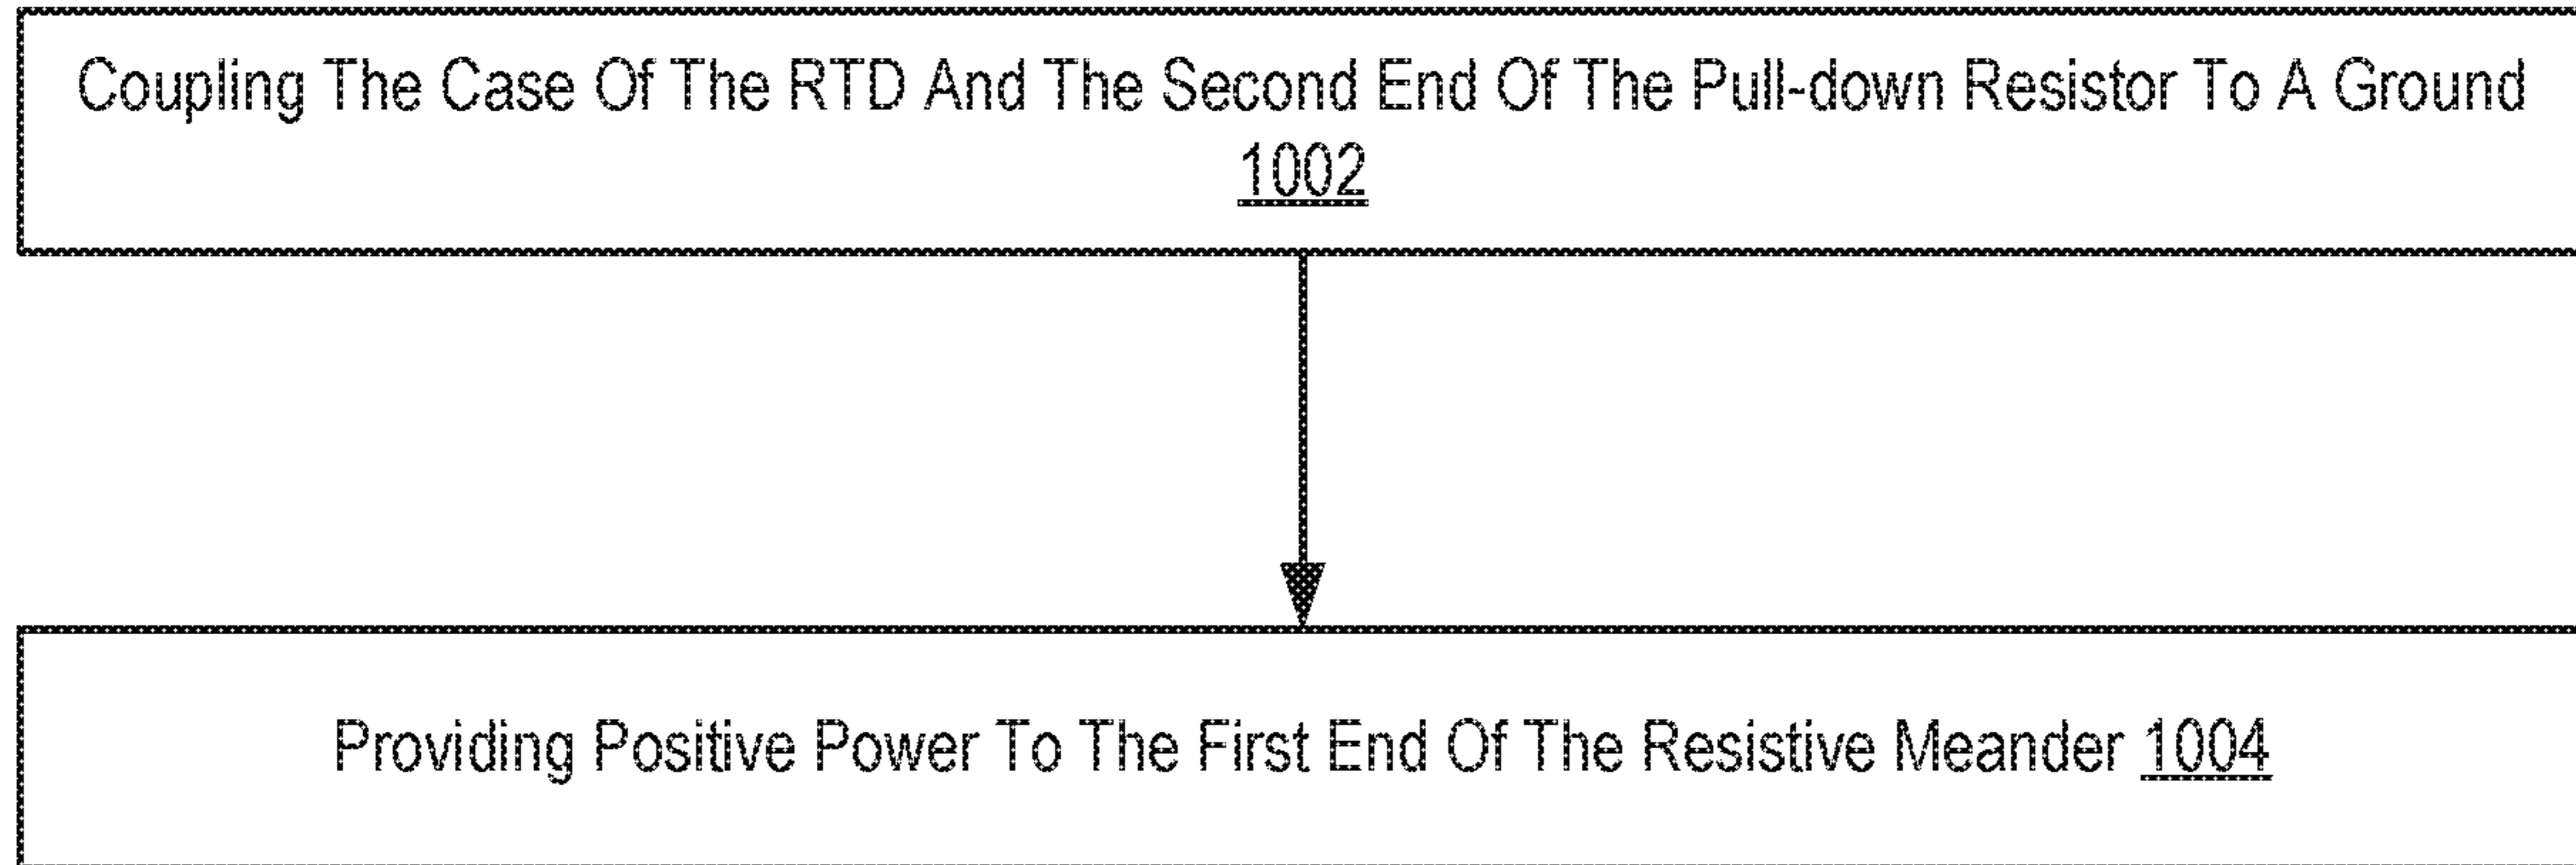 Coupling The Case Of The RTD And The Second End Of The Pull-down Resistor To A Ground
1002
Providing Positive Power To The First End Of The Resistive Meander 1004